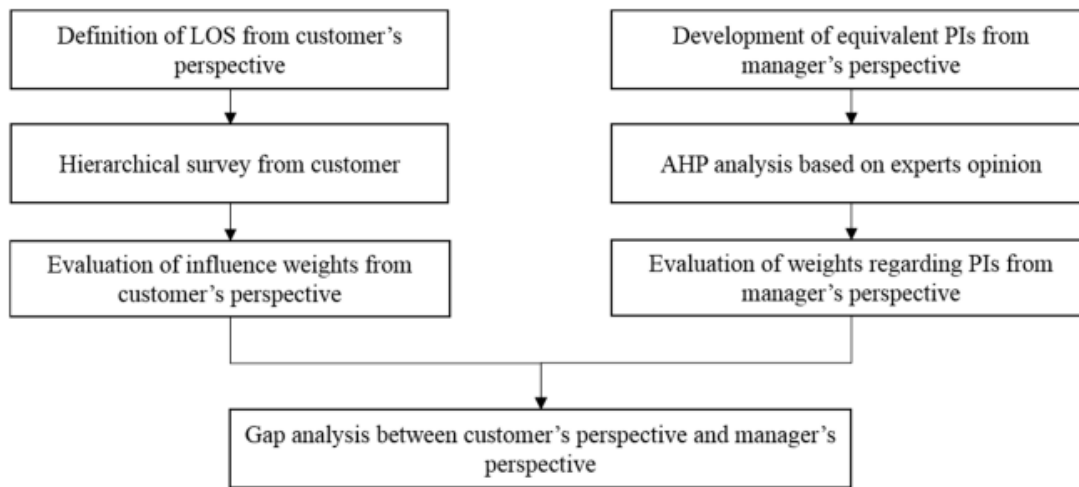 Definition of LOS from customer's
perspective
Development of equivalent PIs from
manager's perspective
Hierarchical survey from customer
AHP analysis based on experts opinion
Evaluation of influence weights from
customer's perspective
Evaluation of weights regarding PIs from
manager's perspective
Gap analysis between customer's perspective and manager's
perspective